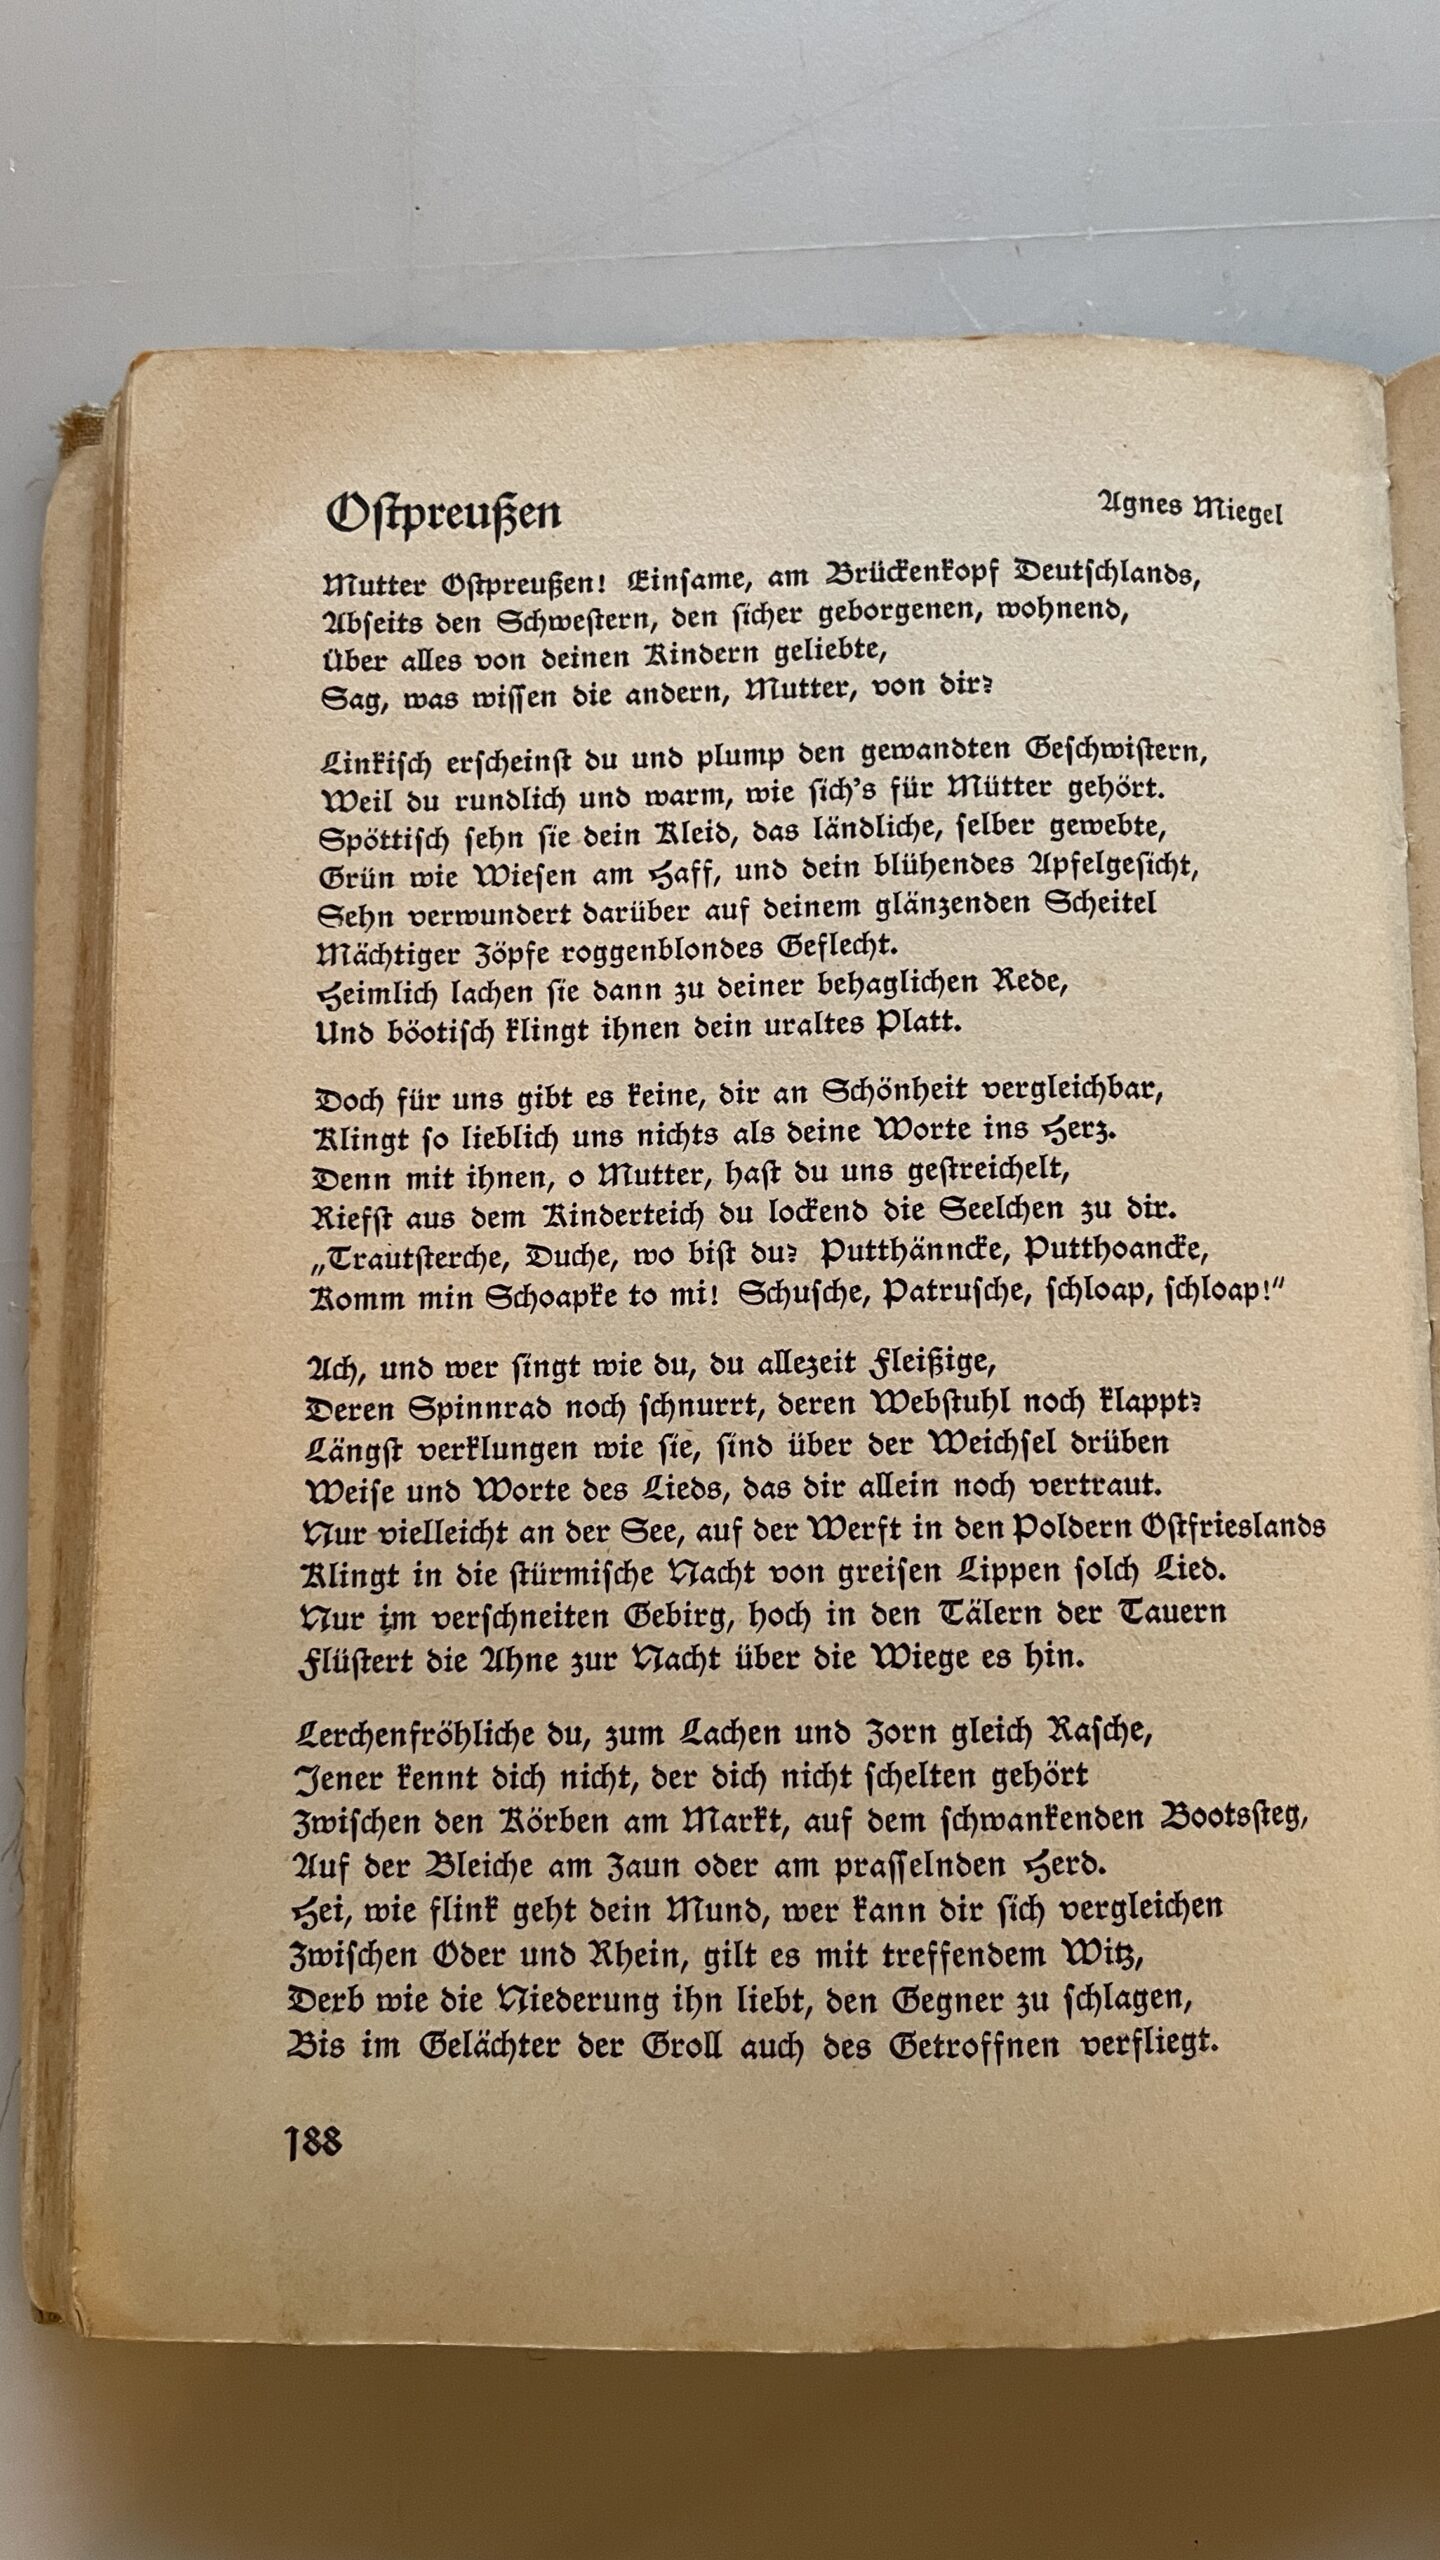 Ostpreußen
Agnes Miegel
Mutter Ostpreußen! Einsame, am Brückenkopf Deutschlands,
Abseits den Schwestern, den sicher geborgenen, wohnend,
Über alles von deinen Kindern geliebte,
Sag, was wissen die andern, Mutter, von dir?
Linkisch erscheinst du und plump den gewandten Geschwistern,
Weil du rundlich und warm, wie sich's für Mütter gehört.
Spöttisch sehn sie dein Kleid, das ländliche, selber gewebte,
Grün wie Wiesen am Haff, und dein blühendes Apfelgesicht,
Sehn verwundert darüber auf deinem glänzenden Scheitel
Mächtiger Zöpfe roggenblondes Geflecht.
Heimlich lachen sie dann zu deiner behaglichen Rede,
Und böotisch klingt ihnen dein uraltes Platt.
Doch für uns gibt es keine, dir an Schönheit vergleichbar,
Klingt so lieblich uns nichts als deine Worte ins Herz.
Denn mit ihnen, o Mutter, hast du uns gestreichelt,
Riefst aus dem Kinderteich du lockend die Seelchen zu dir.
„Trautsterche, Duche, wo bist du? Putthänncke, Putthoancke,
Komm min Schoapke to mi! Schusche, Patrusche, schloap, schloap!“
Ach, und wer singt wie du, du allezeit Fleißige,
Deren Spinnrad noch schnurrt, deren Webstuhl noch klappt?
Längst verklungen wie sie, sind über der Weichsel drüben
Weise und Worte des Lieds, das dir allein noch vertraut.
Nur vielleicht an der See, auf der Werft in den Poldern Ostfrieslands
Klingt in die stürmische Nacht von greisen Lippen solch Lied.
Nur im verschneiten Gebirg, hoch in den Tälern der Tauern
Flüstert die Ahne zur Nacht über die Wiege es hin.
Lerchenfröhliche du, zum Lachen und Zorn gleich Rasche,
Jener kennt dich nicht, der dich nicht schelten gehört
Zwischen den Körben am Markt, auf dem schwankenden Bootssteg,
Auf der Bleiche am Zaun oder am prasselnden Herd.
Hei, wie flink geht dein Mund, wer kann dir sich vergleichen
Zwischen Oder und Rhein, gilt es mit treffendem Witz,
Derb wie die Niederung ihn liebt, den Gegner zu schlagen,
Bis im Gelächter der Groll auch des Getroffnen verfliegt.
188